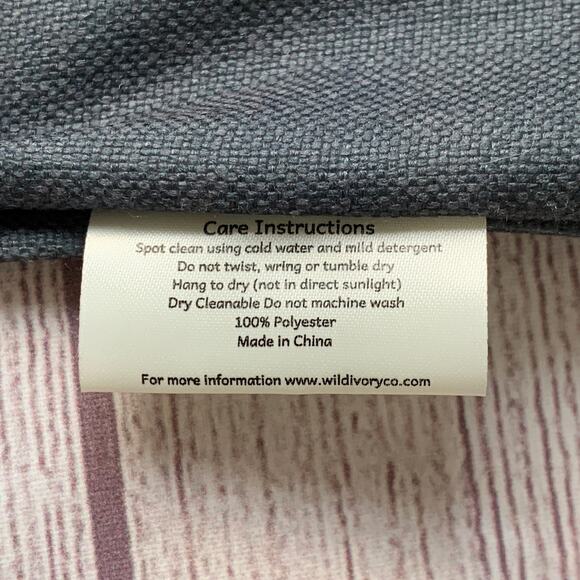 Care Instructions
Spot clean using cold water and mild detergent
Do not twist, wring or tumble dry
Hang to dry (not in direct sunlight)
Dry Cleanable Do not machine wash
100% Polyester
Made in China
For more information www.wildivoryco.com